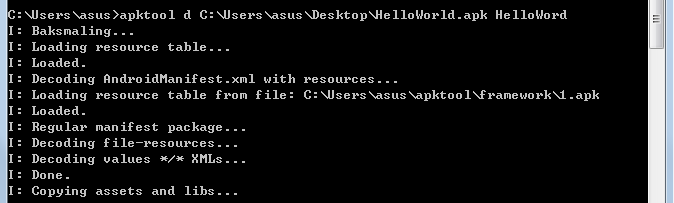 C:\Users\asus>apktool d C:\Users\asus\Desktop\HelloWorld.apk HelloWord
I: Baksmaling...
I: Loading resource table...
I: Loaded.
I: Decoding AndroidManifest.xml with resources...
I: Loading resource table from file: C:\Users\asus\apktool\framework\1.apk
I: Loaded.
I: Regular manifest package...
I: Decoding file-resources...
I: Decoding values */* XMLs...
I: Done.
I: Copying assets and libs...